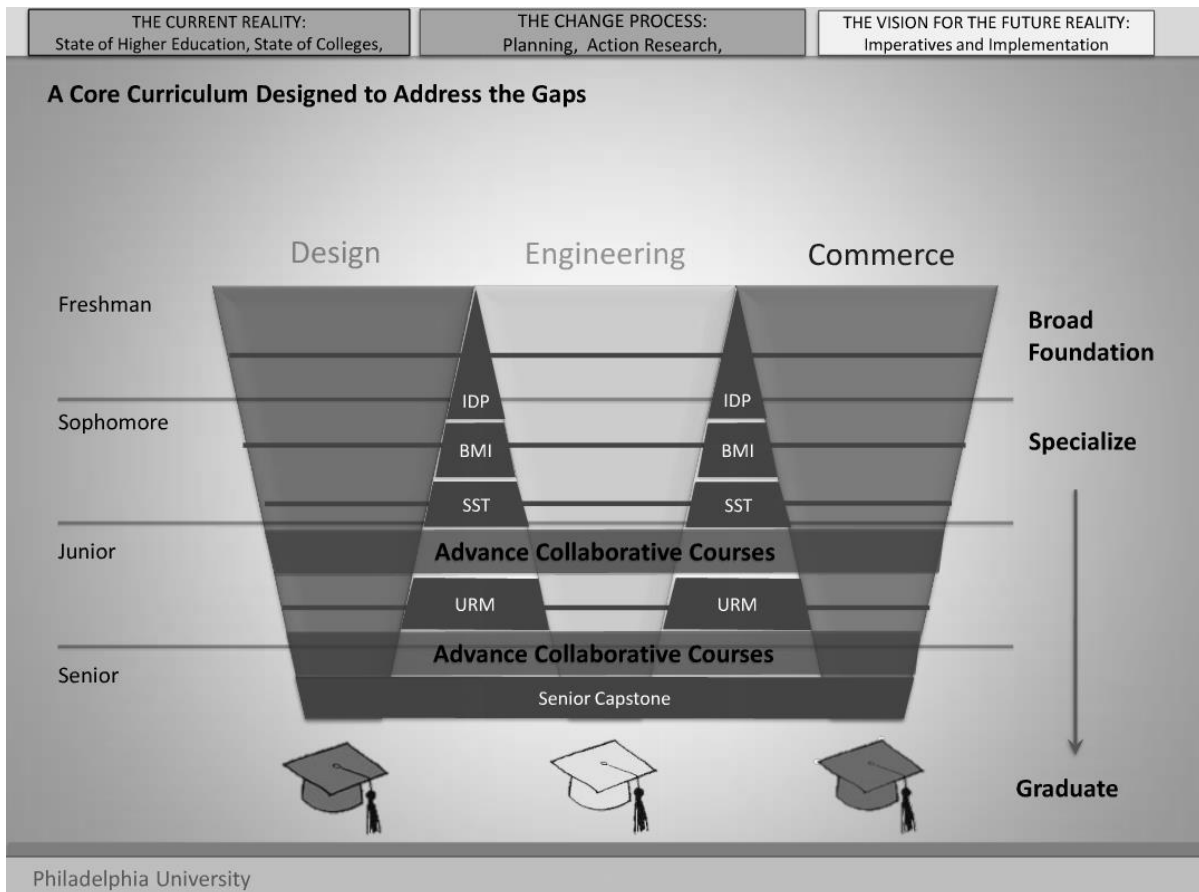 THE CURRENT REALITY:
State of Higher Education, State of Colleges,
THE CHANGE PROCESS:
Planning, Action Research,
THE VISION FOR THE FUTURE REALITY:
Imperatives and Implementation
A Core Curriculum Designed to Address the Gaps
Design
Engineering
Commerce
Freshman
Broad
Foundation
IDP
IDP
Sophomore
BMI
BMI
Specialize
SST
SST
Junior
Advance Collaborative Courses
URM
URM
Advance Collaborative Courses
Senior
Senior Capstone
Graduate
Philadelphia University